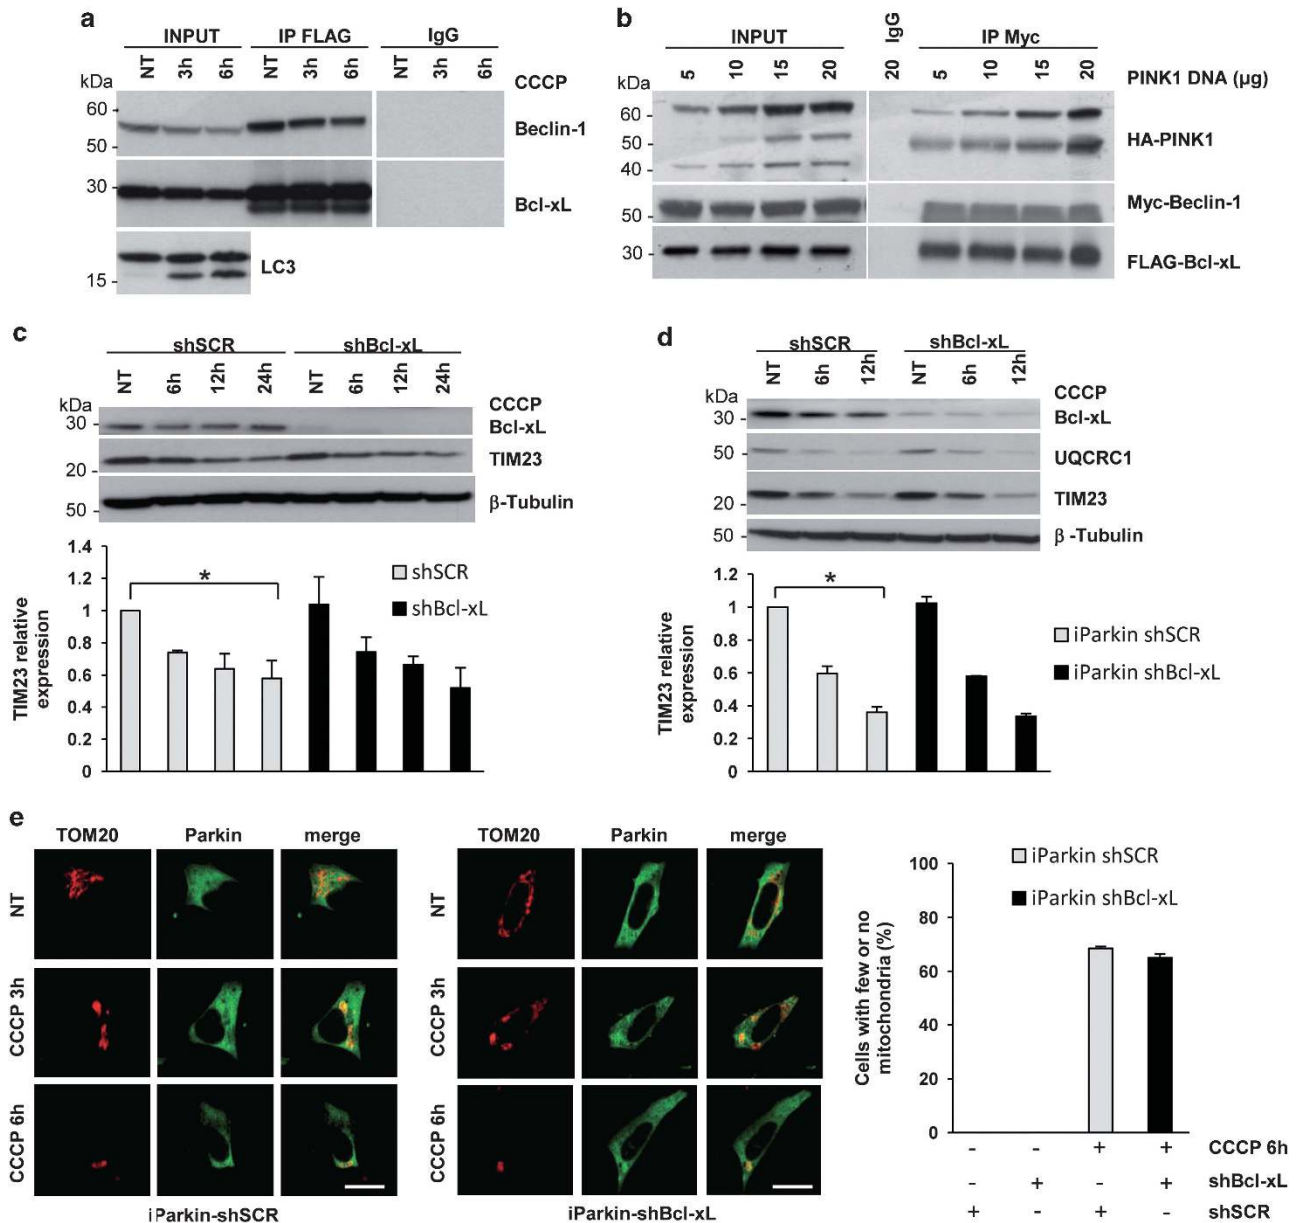 a
INPUT IP FLAG IgG
NT 3h 6h NT 3h 6h NT 3h 6h CCCP
kDa
60
50
Beclin-1
30
Bcl-xL
15
LC3
b
INPUT IgG IP Myc
5 10 15 20 20 5 10 15 20 PINK1 DNA (µg)
kDa
60
50
40
HA-PINK1
50
Myc-Beclin-1
30
FLAG-Bcl-xL
c
shSCR shBcl-xL
NT 6h 12h 24h NT 6h 12h 24h CCCP
kDa
30
Bcl-xL
20
TIM23
50
β-Tubulin
TIM23 relative
expression
1.4
1.2
1
0.8
0.6
0.4
0.2
0
*
shSCR
shBcl-xL
d
shSCR shBcl-xL
NT 6h 12h NT 6h 12h CCCP
kDa
30
Bcl-xL
50
UQCRC1
20
TIM23
50
β -Tubulin
TIM23 relative
expression
1.2
1
0.8
0.6
0.4
0.2
0
*
iParkin shSCR
iParkin shBcl-xL
e
TOM20 Parkin merge
NT
CCCP 3h
CCCP 6h
iParkin-shSCR
TOM20 Parkin merge
NT
CCCP 3h
CCCP 6h
iParkin-shBcl-xL
Cells with few or no
mitochondria (%)
100
80
60
40
20
0
iParkin shSCR
iParkin shBcl-xL
- - + + CCCP 6h
- + - + shBcl-xL
+ - + - shSCR